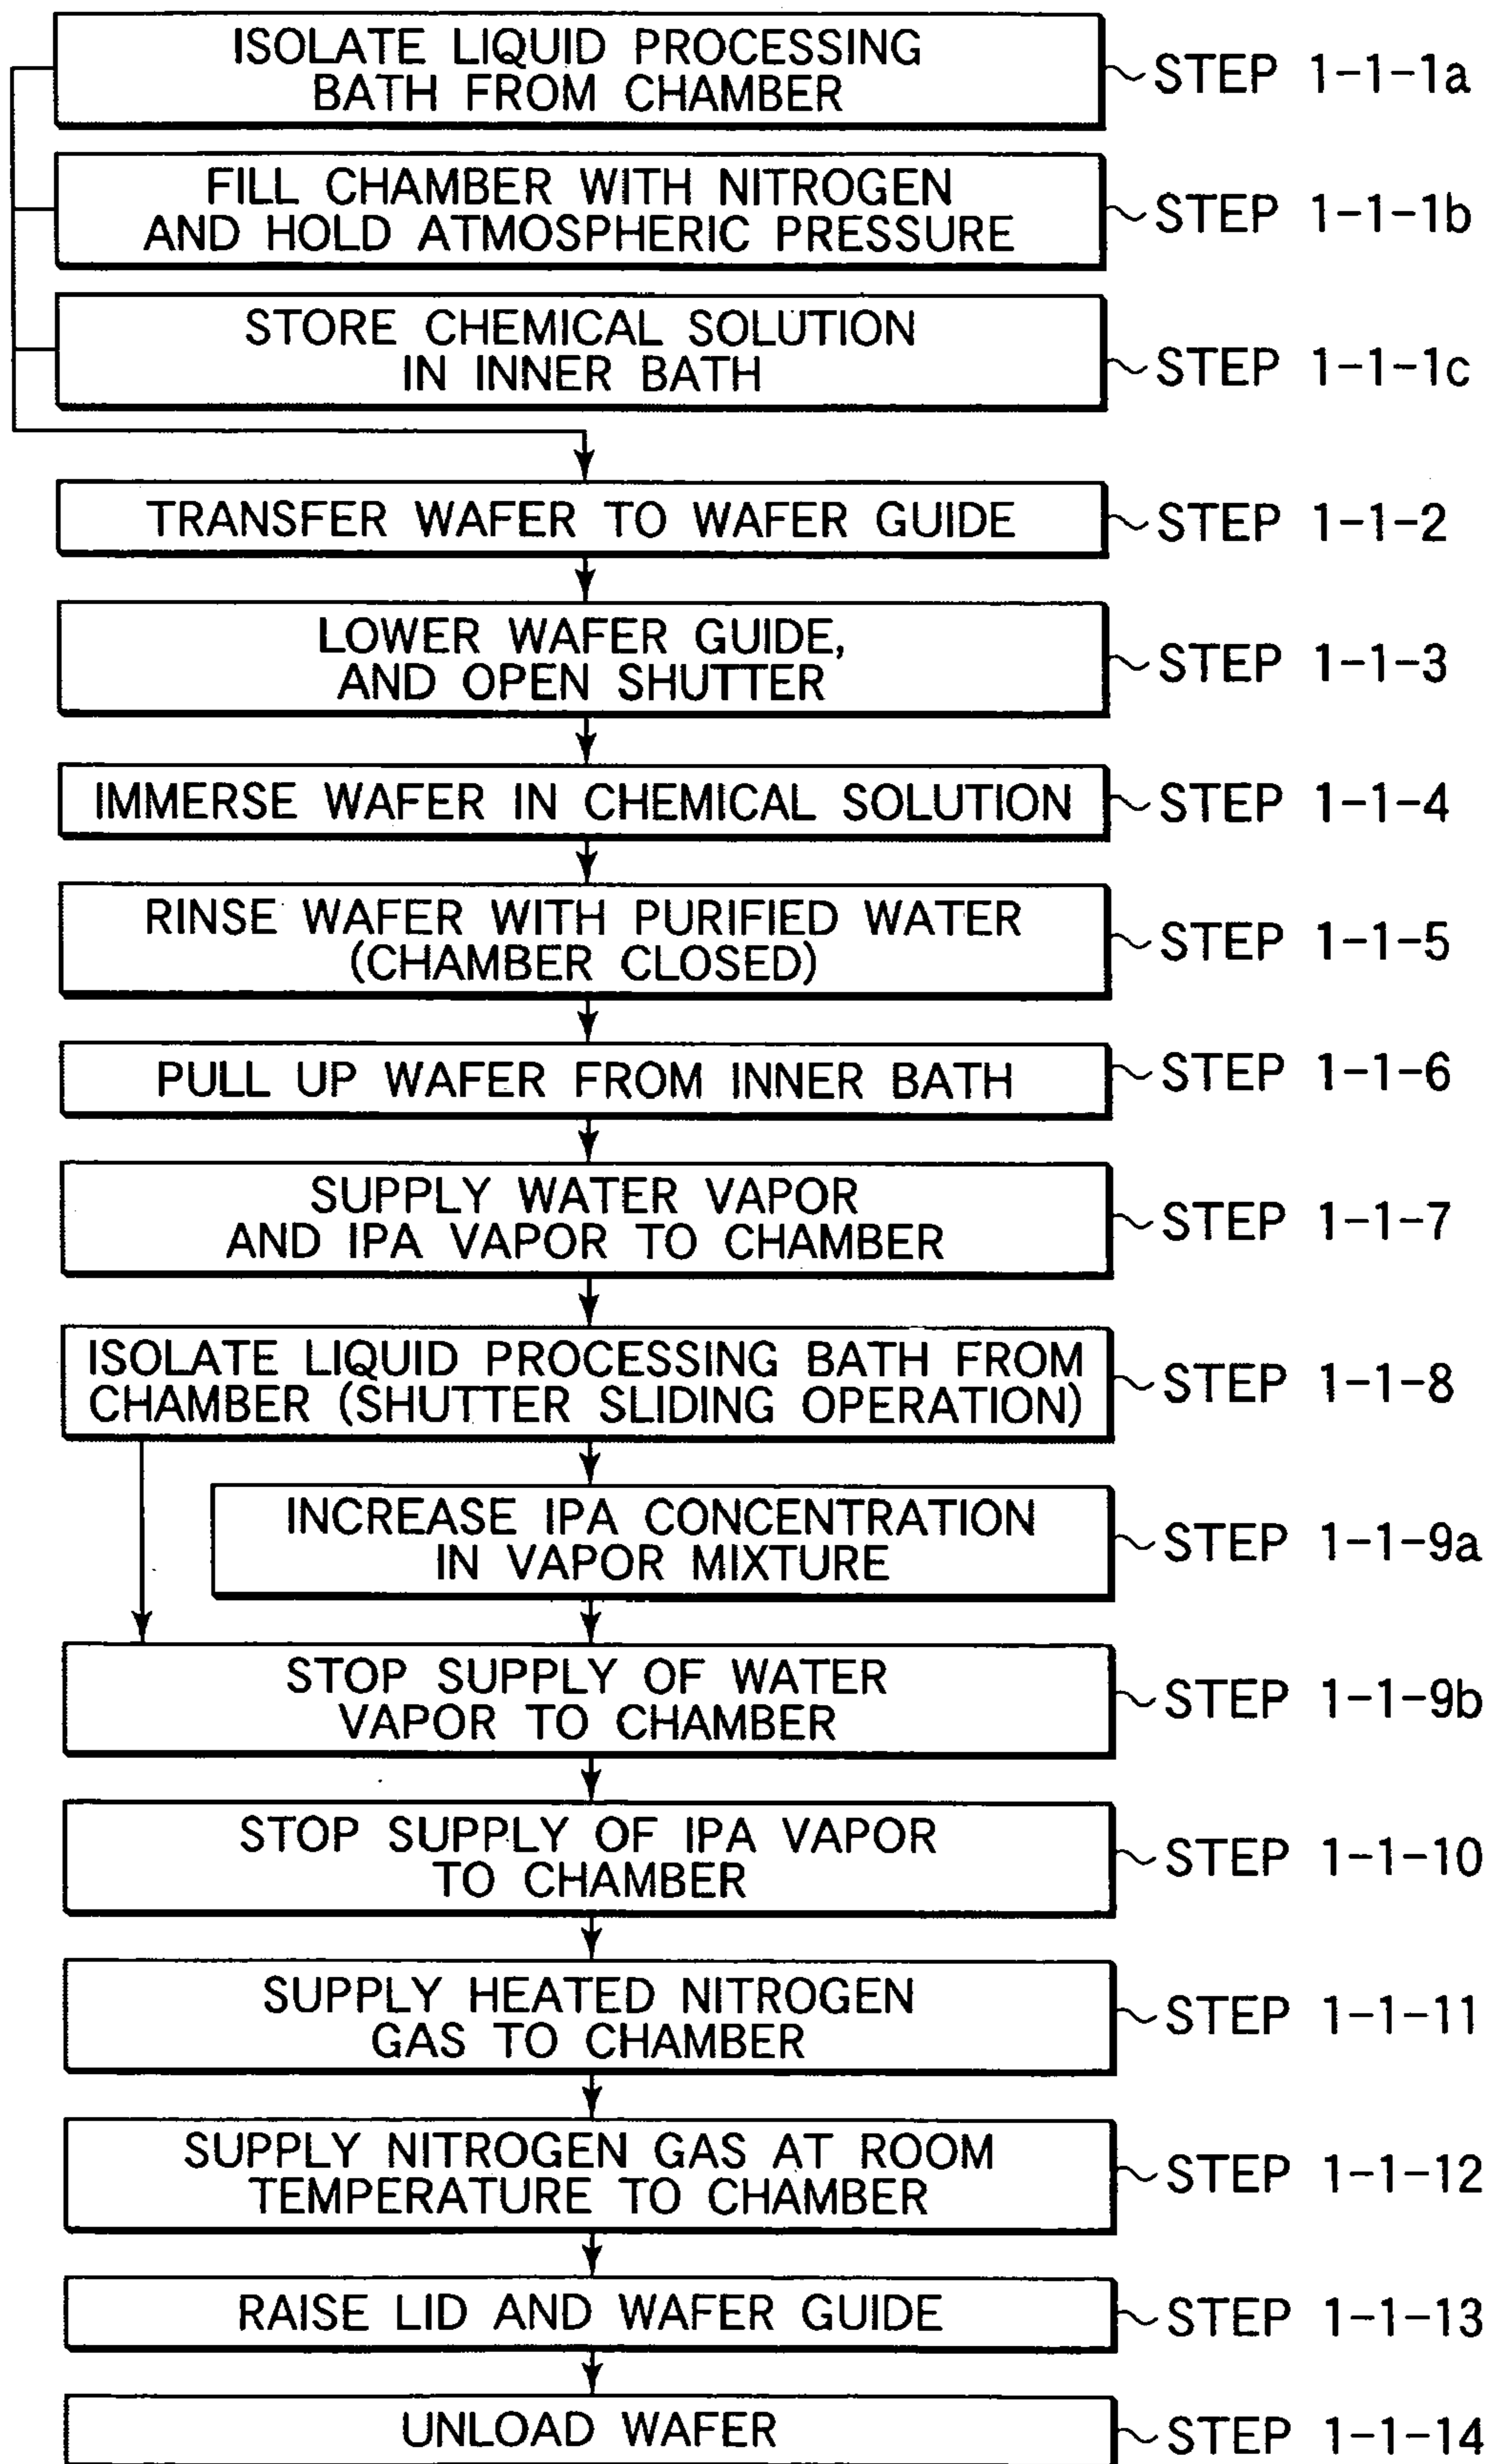 ISOLATE LIQUID PROCESSING
BATH FROM CHAMBER
STEP 1-1-1a
FILL CHAMBER WITH NITROGEN
AND HOLD ATMOSPHERIC PRESSURE
STEP 1-1-1b
STORE CHEMICAL SOLUTION
IN INNER BATH
STEP 1-1-1c
TRANSFER WAFER TO WAFER GUIDE
STEP 1-1-2
LOWER WAFER GUIDE,
AND OPEN SHUTTER
STEP 1-1-3
IMMERSE WAFER IN CHEMICAL SOLUTION
STEP 1-1-4
RINSE WAFER WITH PURIFIED WATER
(CHAMBER CLOSED)
STEP 1-1-5
PULL UP WAFER FROM INNER BATH
STEP 1-1-6
SUPPLY WATER VAPOR
AND IPA VAPOR TO CHAMBER
STEP 1-1-7
ISOLATE LIQUID PROCESSING BATH FROM
CHAMBER (SHUTTER SLIDING OPERATION)
STEP 1-1-8
INCREASE IPA CONCENTRATION
IN VAPOR MIXTURE
STEP 1-1-9a
STOP SUPPLY OF WATER
VAPOR TO CHAMBER
STEP 1-1-9b
STOP SUPPLY OF IPA VAPOR
TO CHAMBER
STEP 1-1-10
SUPPLY HEATED NITROGEN
GAS TO CHAMBER
STEP 1-1-11
SUPPLY NITROGEN GAS AT ROOM
TEMPERATURE TO CHAMBER
STEP 1-1-12
RAISE LID AND WAFER GUIDE
STEP 1-1-13
UNLOAD WAFER
STEP 1-1-14